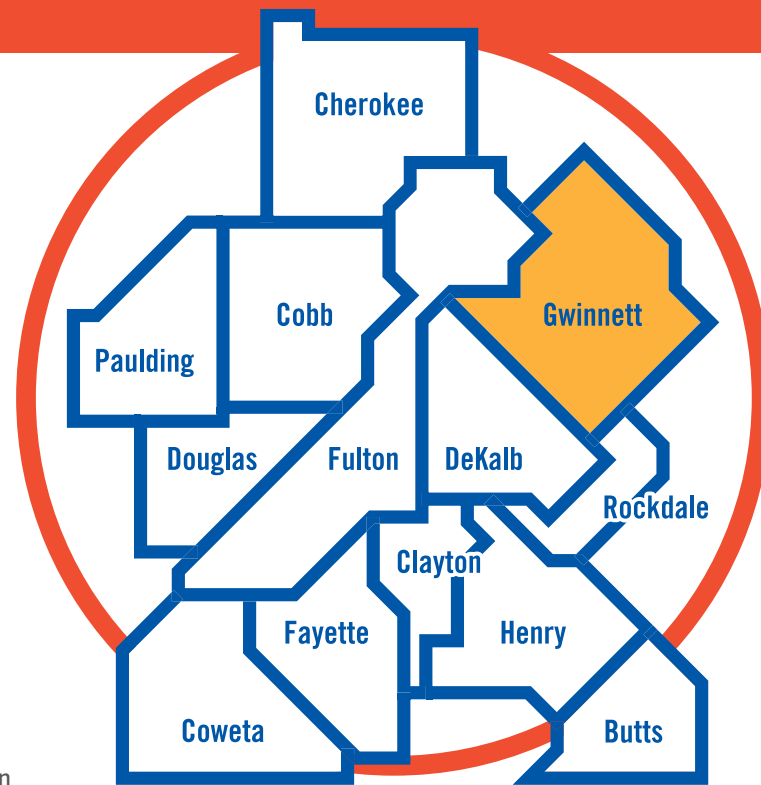 Cherokee
Cobb
Gwinnett
Paulding
Douglas
Fulton
DeKalb
Rockdale
Clayton
Fayette
Henry
Coweta
Butts
n